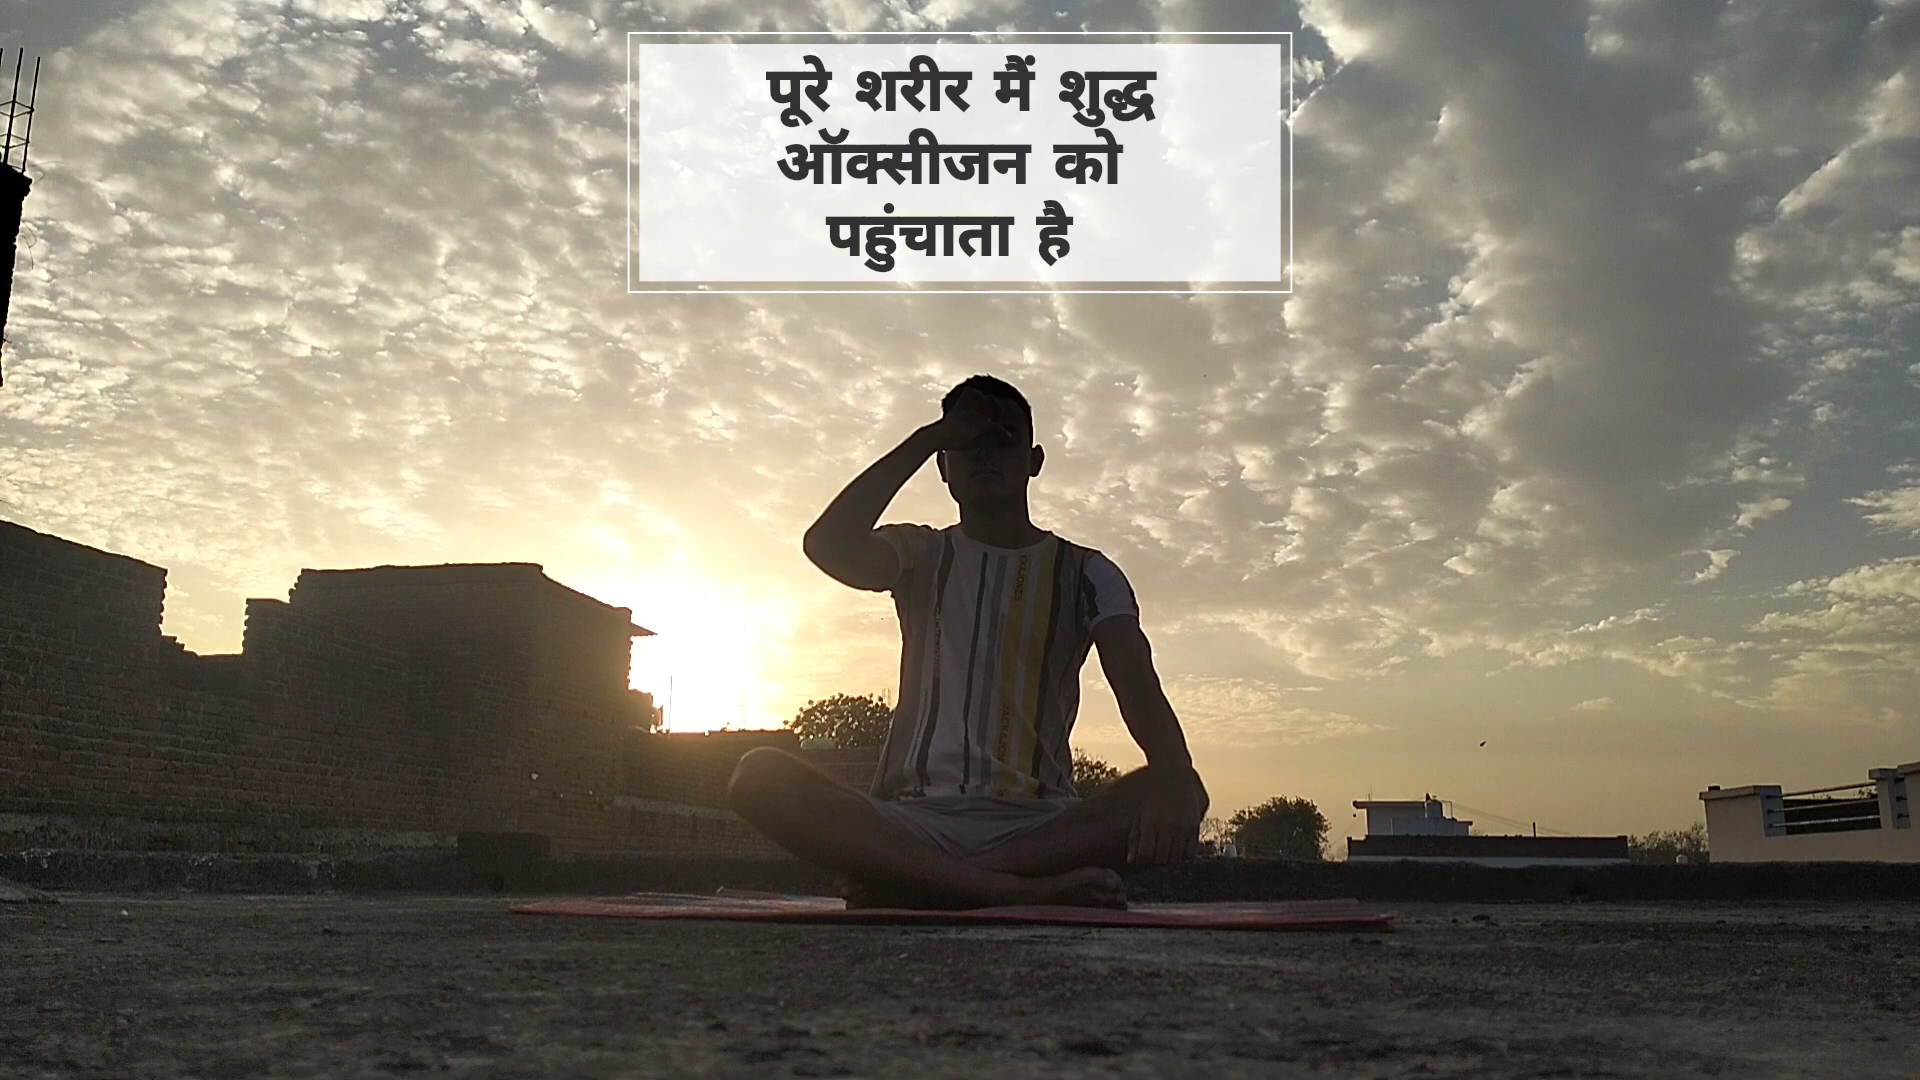 पूरे शरीर मैं शुद्ध
ऑक्सीजन को
पहुंचाता है